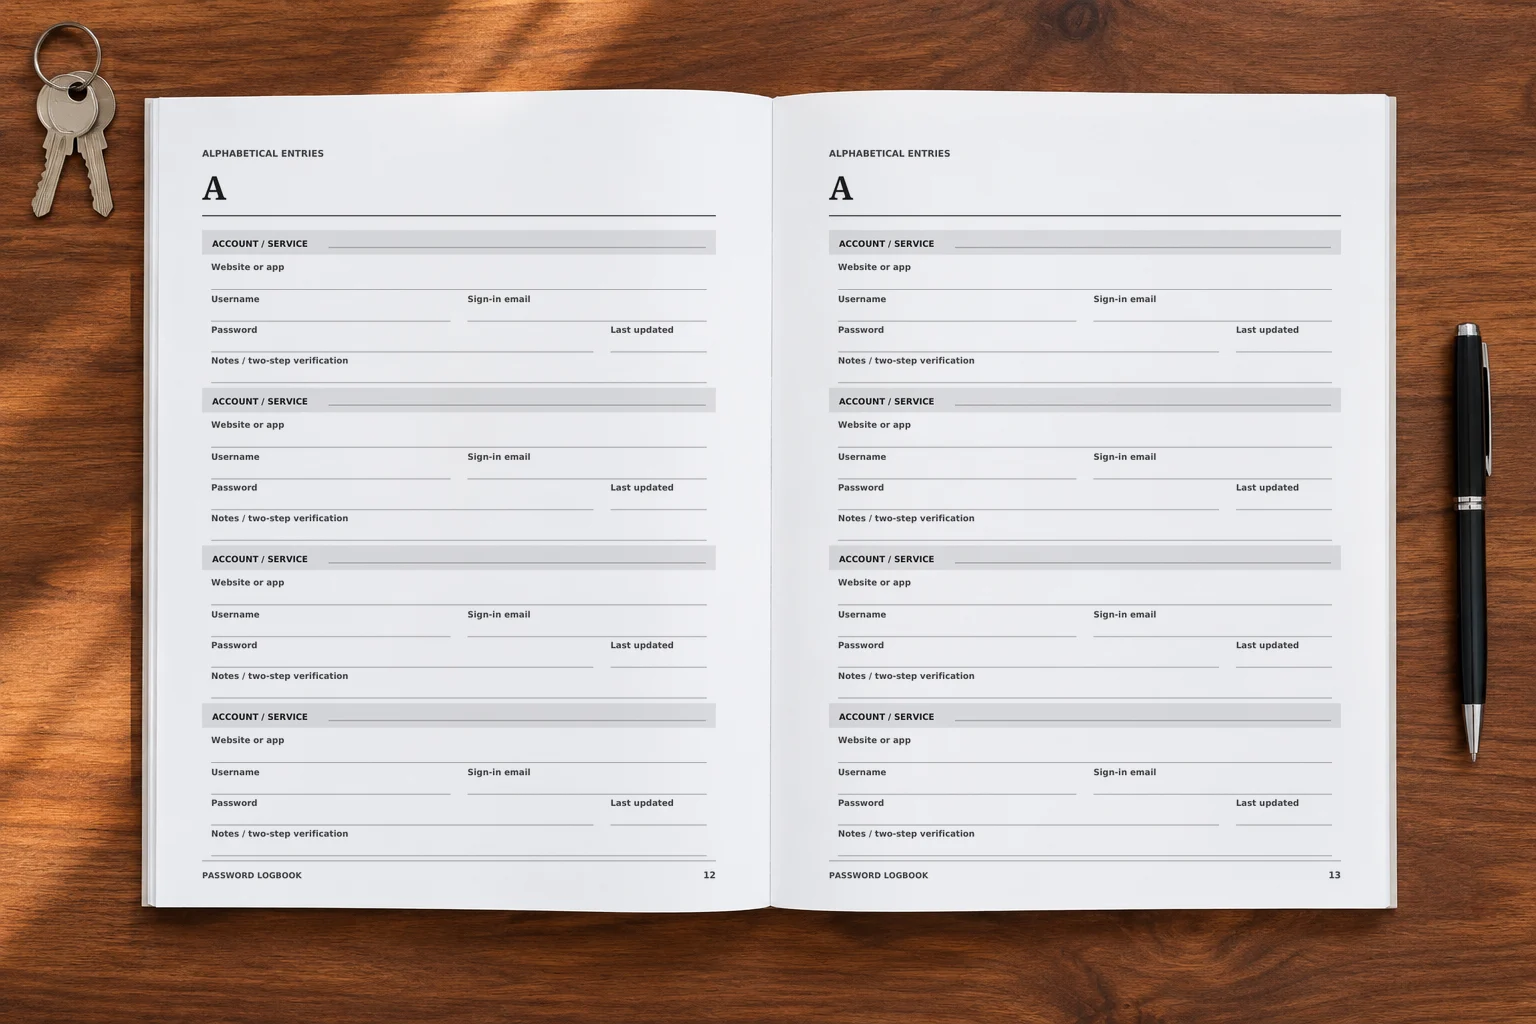 ALPHABETICAL ENTRIES
A
ACCOUNT / SERVICE
Website or app
Username Sign-in email
Password Last updated
Notes / two-step verification
ACCOUNT / SERVICE
Website or app
Username Sign-in email
Password Last updated
Notes / two-step verification
ACCOUNT / SERVICE
Website or app
Username Sign-in email
Password Last updated
Notes / two-step verification
ACCOUNT / SERVICE
Website or app
Username Sign-in email
Password Last updated
Notes / two-step verification
PASSWORD LOGBOOK 12
ALPHABETICAL ENTRIES
A
ACCOUNT / SERVICE
Website or app
Username Sign-in email
Password Last updated
Notes / two-step verification
ACCOUNT / SERVICE
Website or app
Username Sign-in email
Password Last updated
Notes / two-step verification
ACCOUNT / SERVICE
Website or app
Username Sign-in email
Password Last updated
Notes / two-step verification
ACCOUNT / SERVICE
Website or app
Username Sign-in email
Password Last updated
Notes / two-step verification
PASSWORD LOGBOOK 13